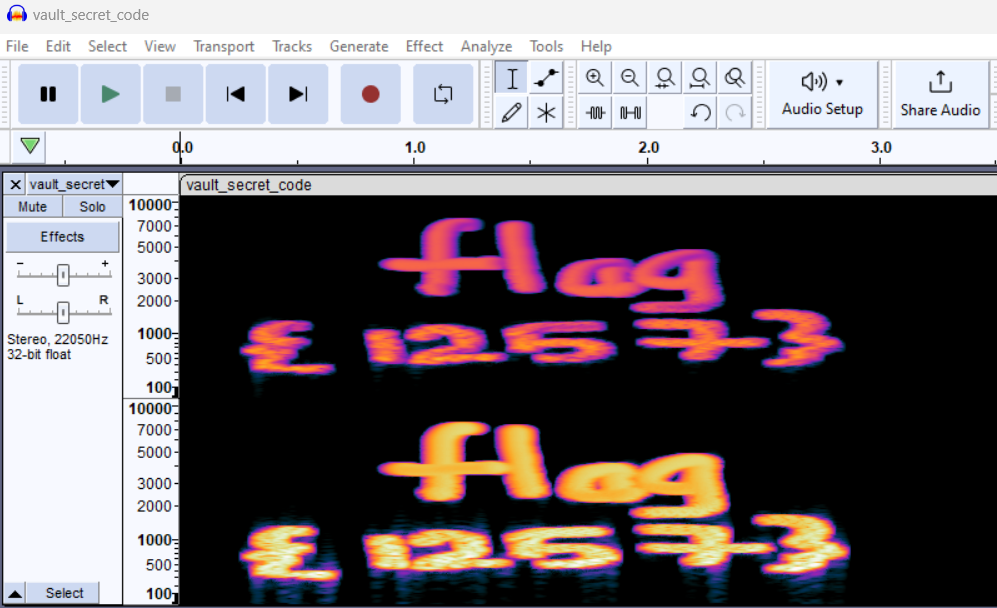 vault_secret_code
File Edit Select View Transport Tracks Generate Effect Analyze Tools Help
Audio Setup
Share Audio
0.0 1.0 2.0 3.0
vault_secret
vault_secret_code
Mute Solo
Effects
- +
L R
Stereo, 22050Hz
32-bit float
10000
7000
5000
3000
2000
1000
500
100
flag
{1257}
10000
7000
5000
3000
2000
1000
500
100
flag
{1257}
Select